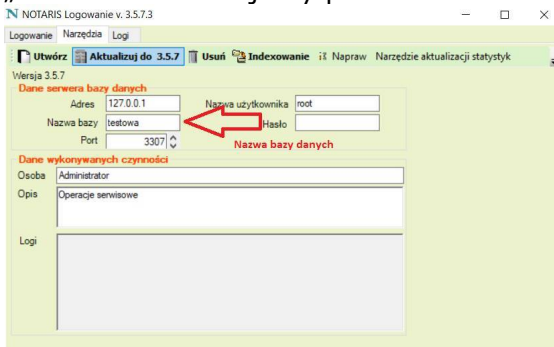 NOTARIS Logowanie v. 3.5.7.3
Logowanie Narzędzia Logi
Utwórz Aktualizuj do 3.5.7 Usuń Indexowanie Napraw Narzędzie aktualizacji statystyk
Wersja 3.5.7
Dane serwera bazy danych
Adres 127.0.0.1 Nazwa użytkownika root
Nazwa bazy testowa Hasło
Port 3307 Nazwa bazy danych
Dane wykonywanych czynności
Osoba Administrator
Opis Operacje serwisowe
Logi